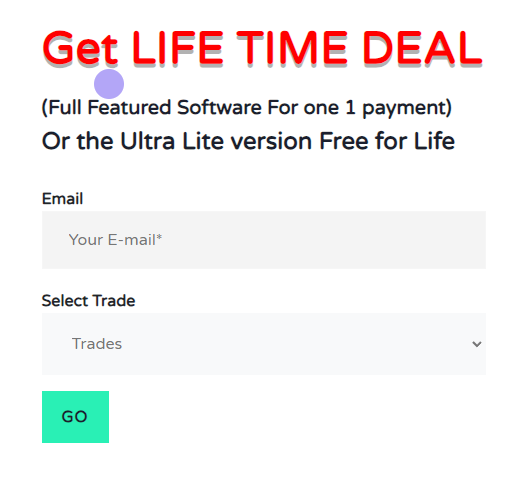 Get LIFE TIME DEAL
(Full Featured Software For one 1 payment)
Or the Ultra Lite version Free for Life
Email
Your E-mail*
Select Trade
Trades
GO